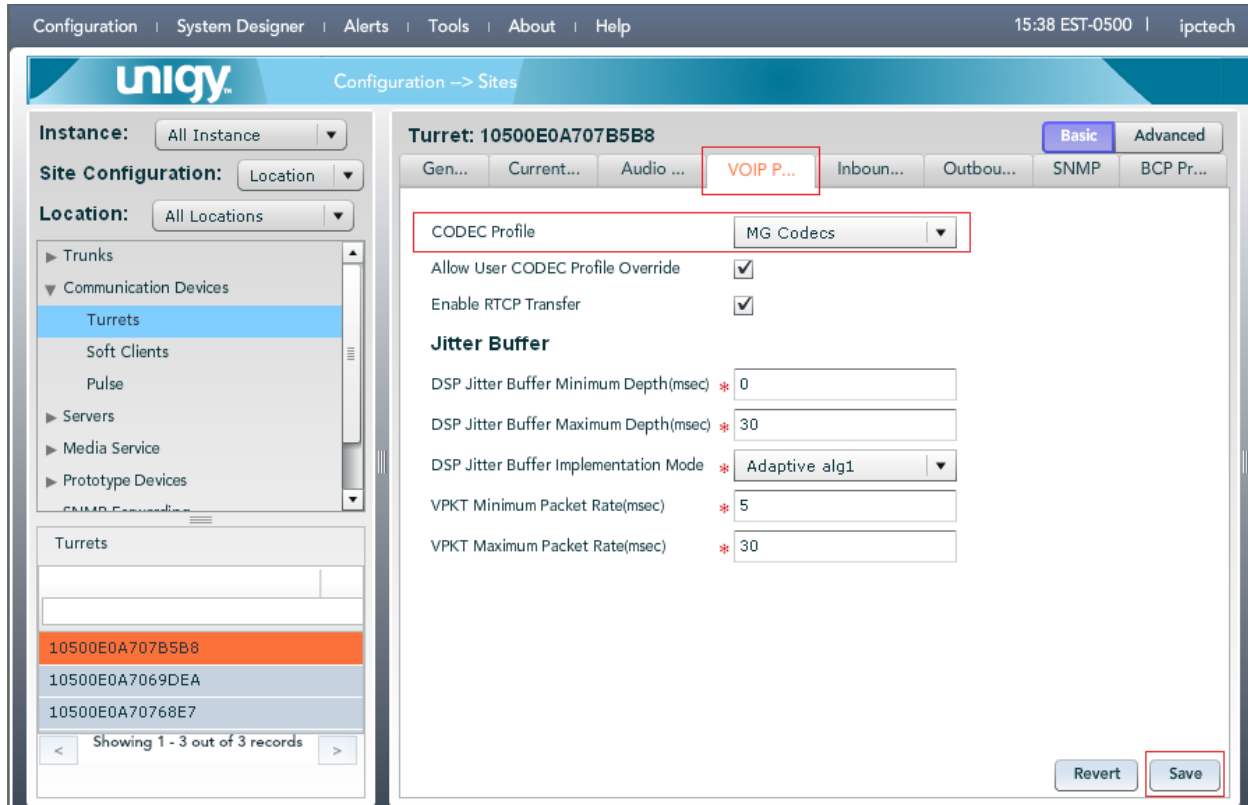 Configuration | System Designer | Alerts | Tools | About | Help 15:38 EST-0500 | ipctech
unigy™ Configuration --> Sites
Instance: All Instance
Site Configuration: Location
Location: All Locations
Trunks
Communication Devices
Turrets
Soft Clients
Pulse
Servers
Media Service
Prototype Devices
SNMP Forwarding
Turrets
10500E0A707B5B8
10500E0A7069DEA
10500E0A70768E7
< Showing 1 - 3 out of 3 records >
Turret: 10500E0A707B5B8 Basic Advanced
Gen... Current... Audio ... VOIP P... Inboun... Outbou... SNMP BCP Pr...
CODEC Profile MG Codecs
Allow User CODEC Profile Override
Enable RTCP Transfer
Jitter Buffer
DSP Jitter Buffer Minimum Depth(msec) * 0
DSP Jitter Buffer Maximum Depth(msec) * 30
DSP Jitter Buffer Implementation Mode * Adaptive alg1
VPKT Minimum Packet Rate(msec) * 5
VPKT Maximum Packet Rate(msec) * 30
Revert Save